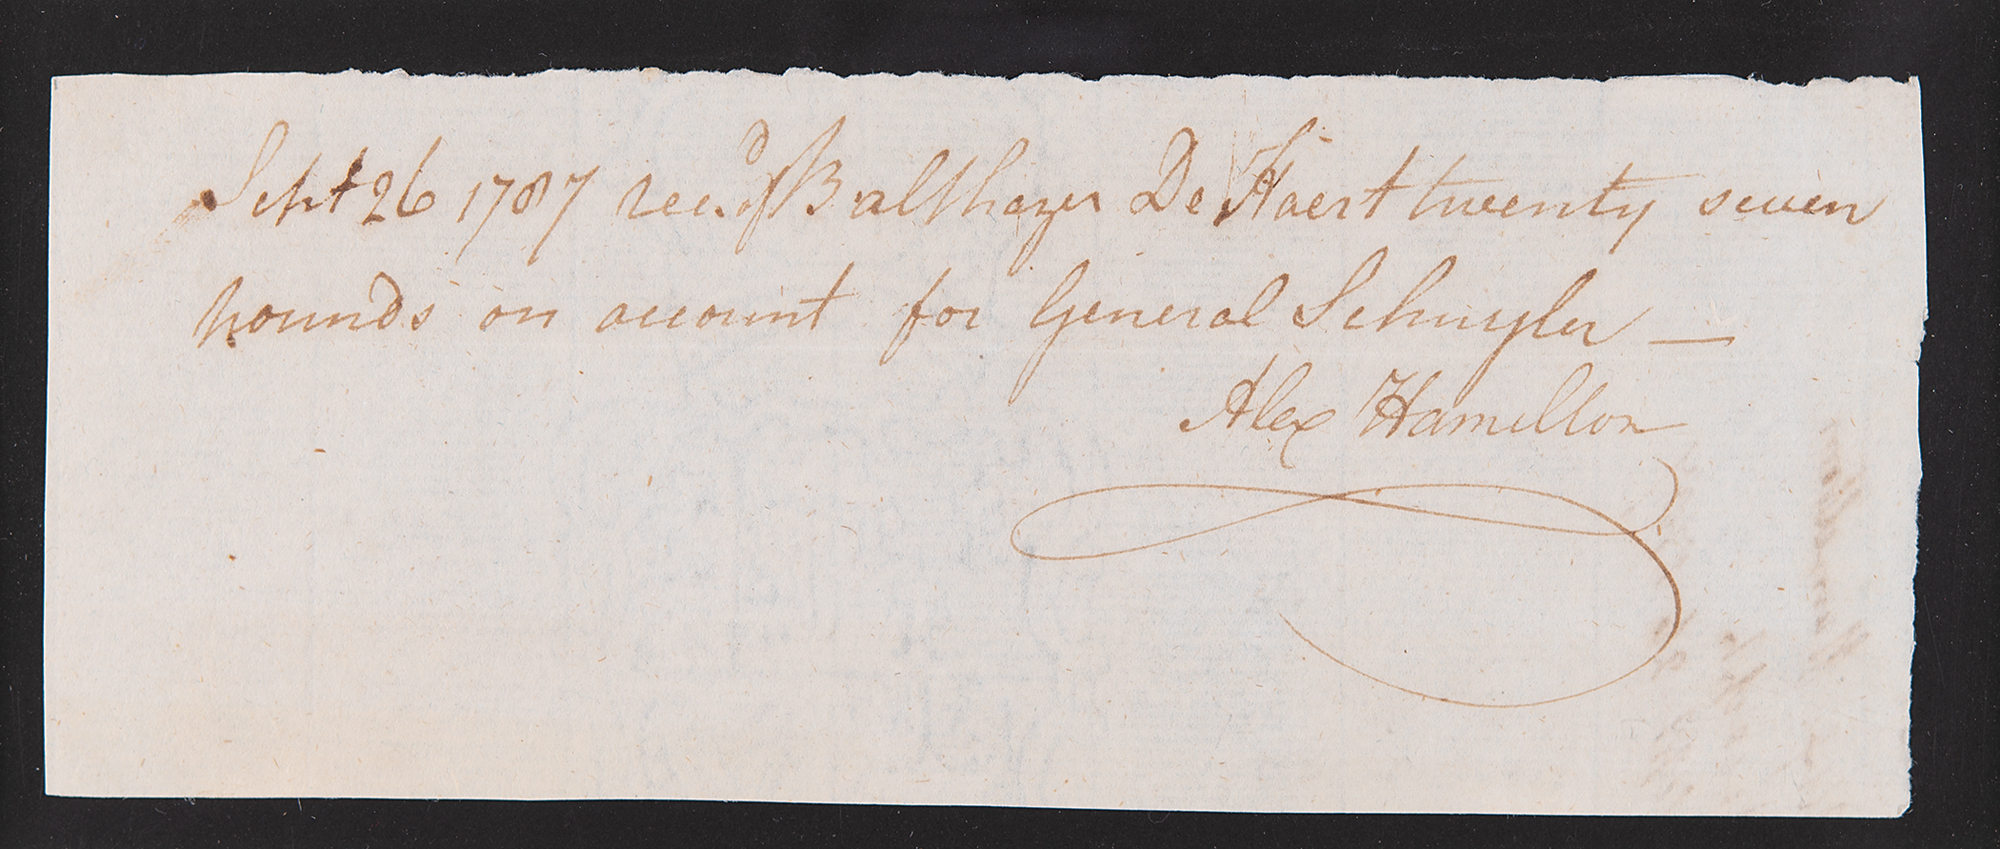 Sept 26 1787 recd. of Balthazer De Haert twenty seven
pounds on account for General Schuyler —
Alex Hamilton